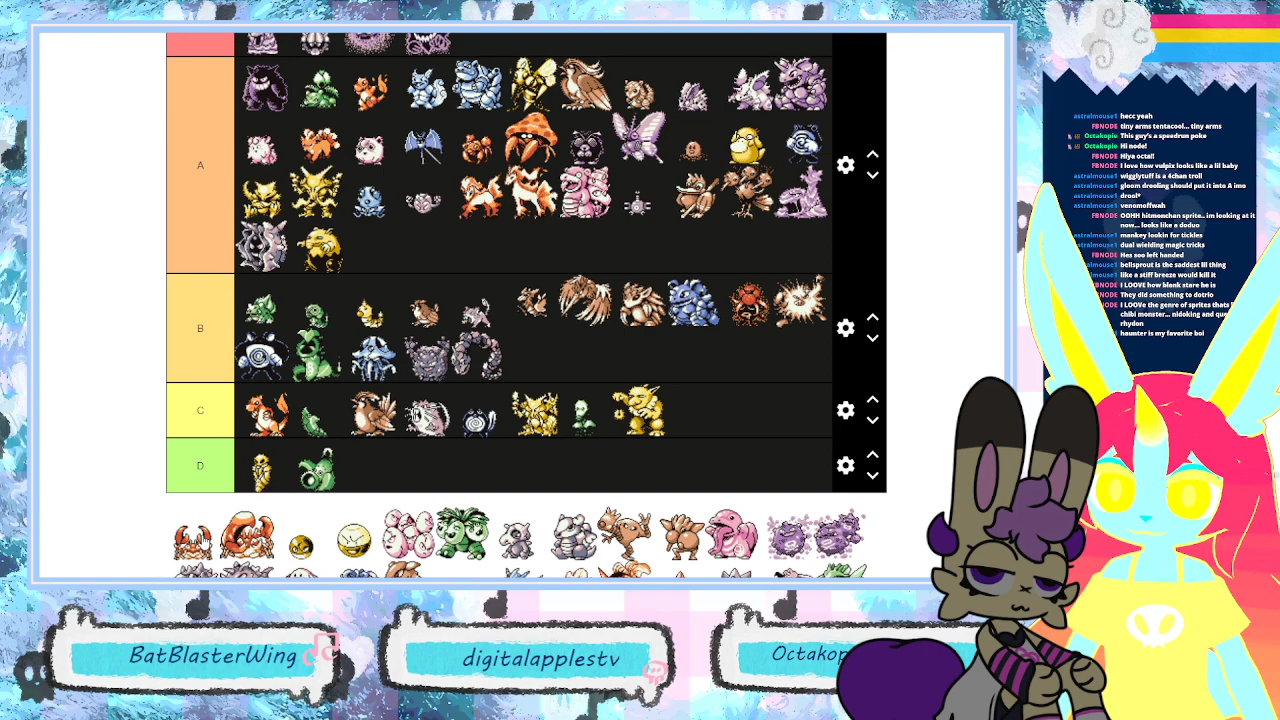 A
B
C
D
astralmouse1 hecc yeah
FBNODE tiny arms tentacool... tiny arms
Octakopie This guy's a speedrun poke
Octakopie Hi node!
FBNODE Hiya octa!!
FBNODE I love how vulpix looks like a lil baby
astralmouse1 wigglytuff is a 4chan troll
astralmouse1 gloom drooling should put it into A imo
astralmouse1 drool*
astralmouse1 venomoffwah
FBNODE OOHH hitmonchan sprite.. im looking at it
now... looks like a doduo
astralmouse1 mankey lookin for tickles
astralmouse1 dual wielding magic tricks
FBNODE Hes soo left handed
almouse1 bellsprout is the saddest lil thing
mouse1 like a stiff breeze would kill it
NODE I LOOVE how blank stare he is
NODE They did something to dotrio
NODE I LOOVe the genre of sprites thats
chibi monster... nidoking and que
rhydon
haunter is my favorite boi
BatBlasterWing
digitalapplestv
Octakop